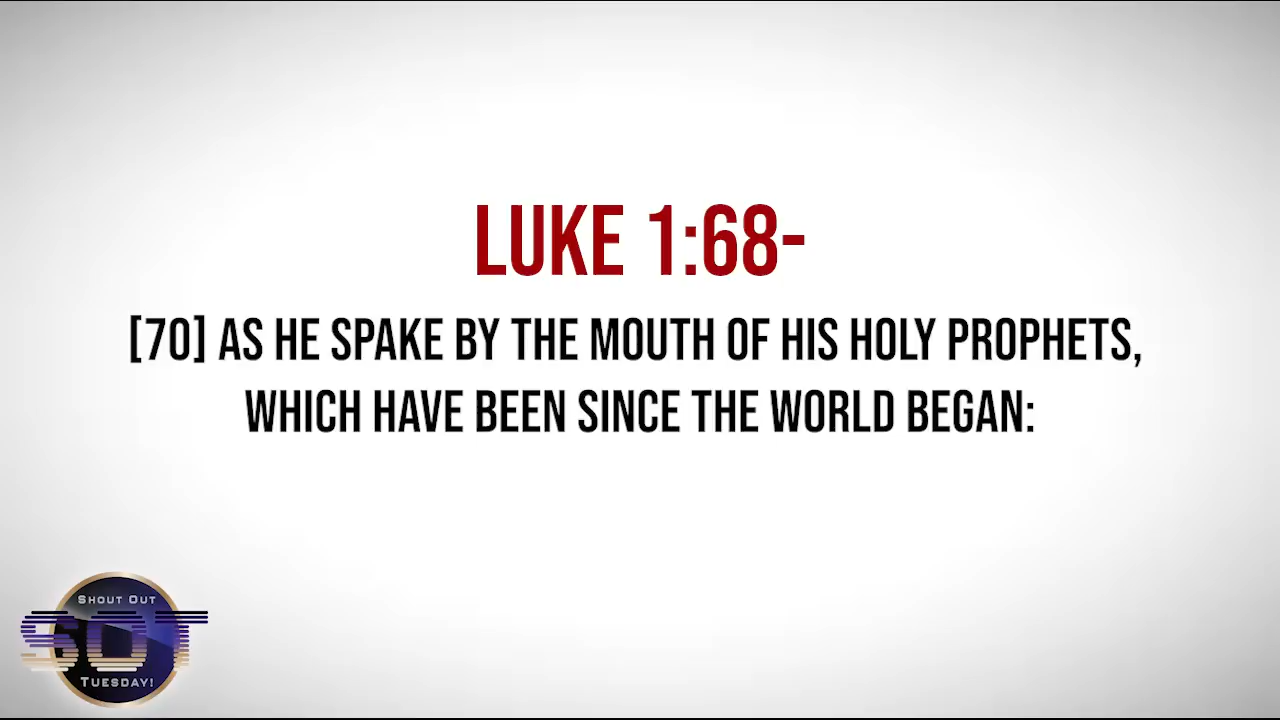 LUKE 1:68-
[70] AS HE SPAKE BY THE MOUTH OF HIS HOLY PROPHETS,
WHICH HAVE BEEN SINCE THE WORLD BEGAN:
SHOUT OUT
SOT
TUESDAY!